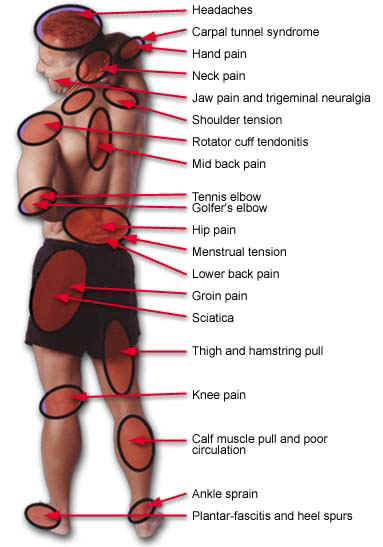 Headaches
Carpal tunnel syndrome
Hand pain
Neck pain
Jaw pain and trigeminal neuralgia
Shoulder tension
Rotator cuff tendonitis
Mid back pain
Tennis elbow
Golfer's elbow
Hip pain
Menstrual tension
Lower back pain
Groin pain
Sciatica
Thigh and hamstring pull
Knee pain
Calf muscle pull and poor
circulation
Ankle sprain
Plantar-fascitis and heel spurs